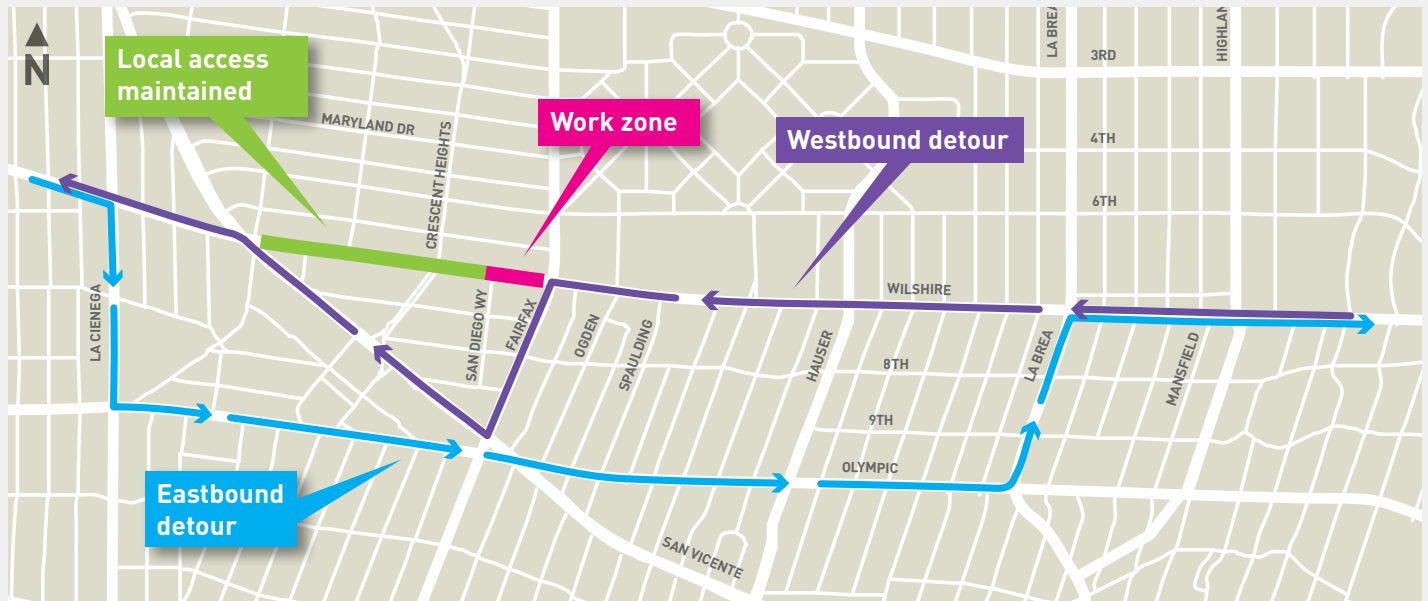 N
Local access
maintained
MARYLAND DR
CRESCENT HEIGHTS
Work zone
Westbound detour
LA BREA
HIGHLAN
3RD
4TH
6TH
WILSHIRE
LA CIENEGA
SAN DIEGO WY
FAIRFAX
OGDEN
SPAULDING
HAUSER
8TH
LA BREA
MANSFIELD
9TH
OLYMPIC
Eastbound
detour
SAN VICENTE